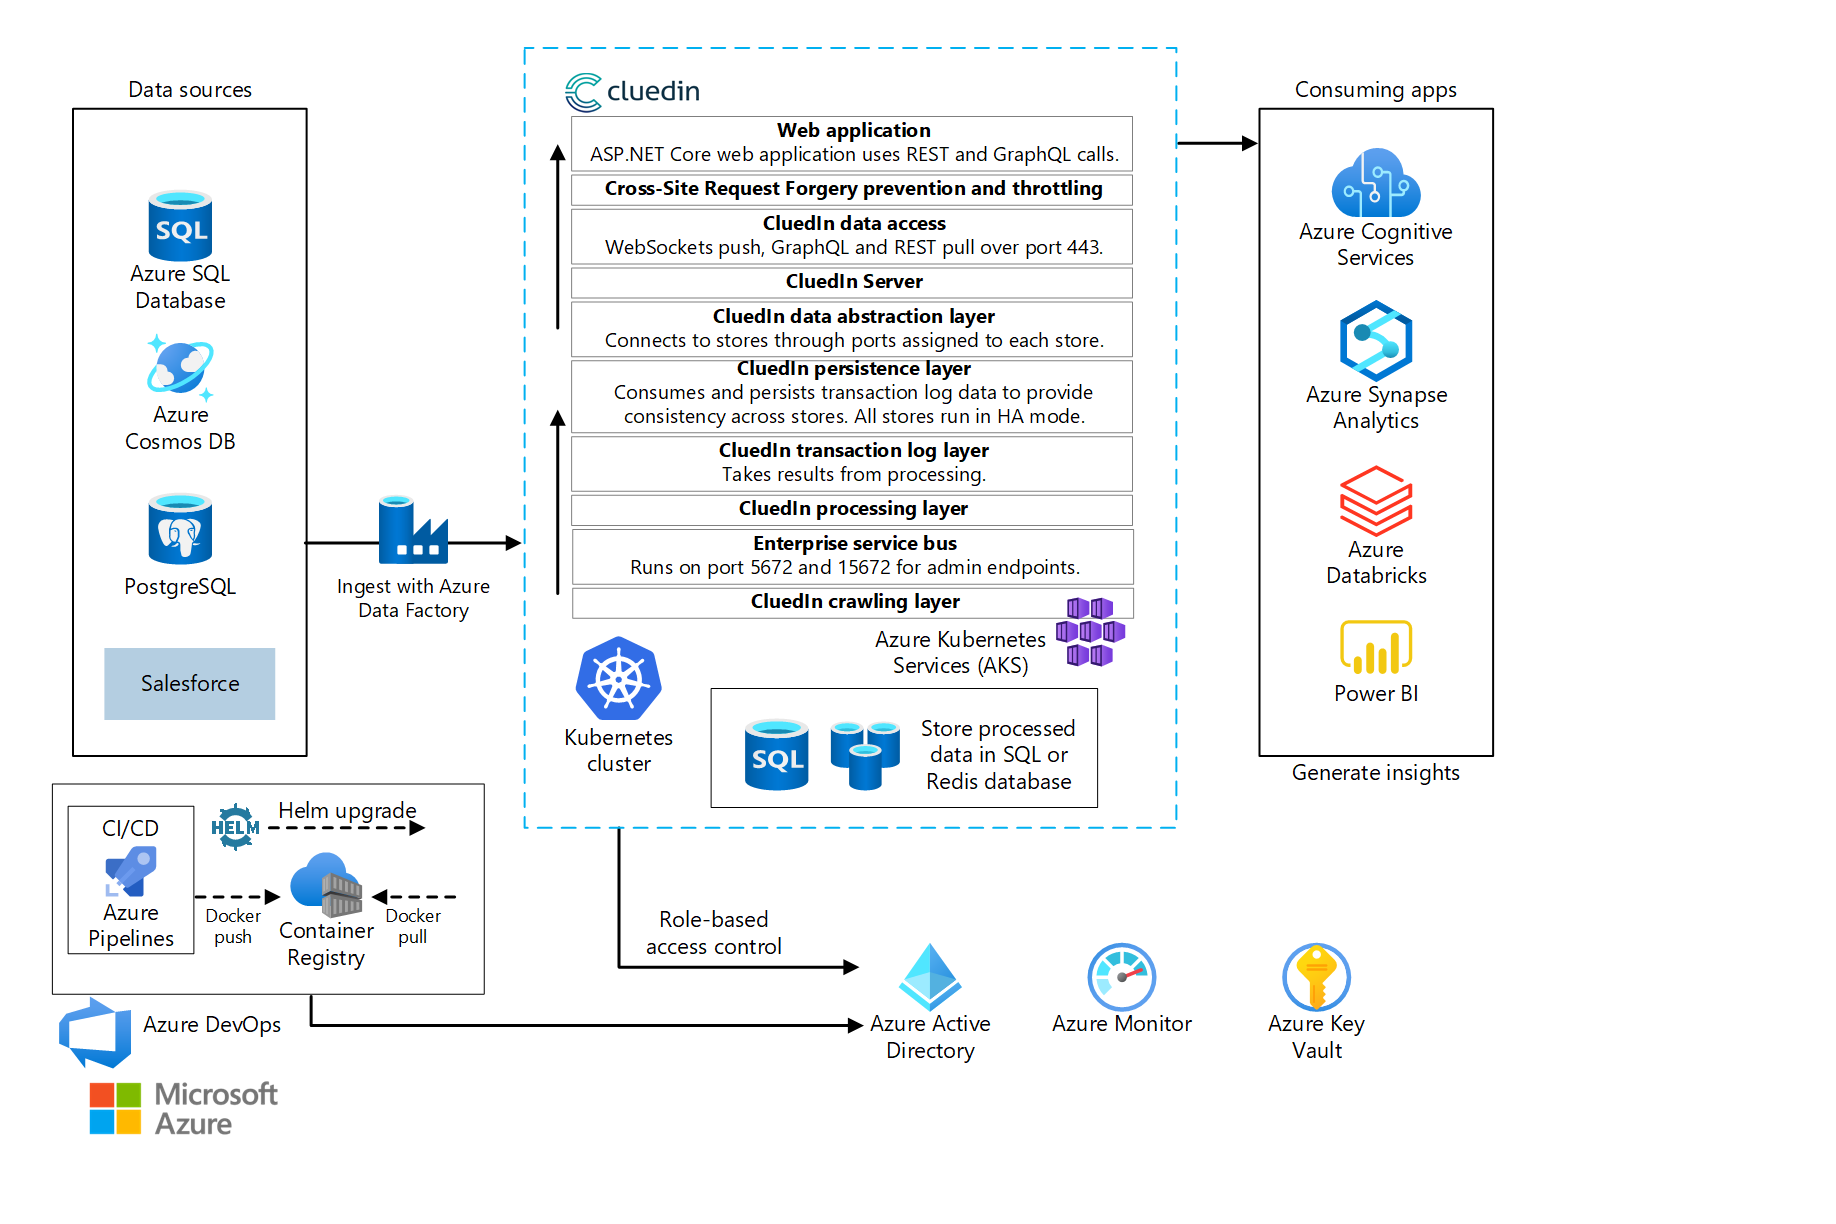 Data sources
SQL
Azure SQL
Database
Azure
Cosmos DB
PostgreSQL
Salesforce
Ingest with Azure
Data Factory
cluedin
Web application
ASP.NET Core web application uses REST and GraphQL calls.
Cross-Site Request Forgery prevention and throttling
CluedIn data access
WebSockets push, GraphQL and REST pull over port 443.
CluedIn Server
CluedIn data abstraction layer
Connects to stores through ports assigned to each store.
CluedIn persistence layer
Consumes and persists transaction log data to provide
consistency across stores. All stores run in HA mode.
CluedIn transaction log layer
Takes results from processing.
CluedIn processing layer
Enterprise service bus
Runs on port 5672 and 15672 for admin endpoints.
CluedIn crawling layer
Azure Kubernetes
Services (AKS)
Kubernetes
cluster
SQL
Store processed
data in SQL or
Redis database
Consuming apps
Azure Cognitive
Services
Azure Synapse
Analytics
Azure
Databricks
Power BI
Generate insights
CI/CD
Azure
Pipelines
HELM
Helm upgrade
Docker
push
Container
Registry
Docker
pull
Azure DevOps
Role-based
access control
Azure Active
Directory
Azure Monitor
Azure Key
Vault
Microsoft
Azure